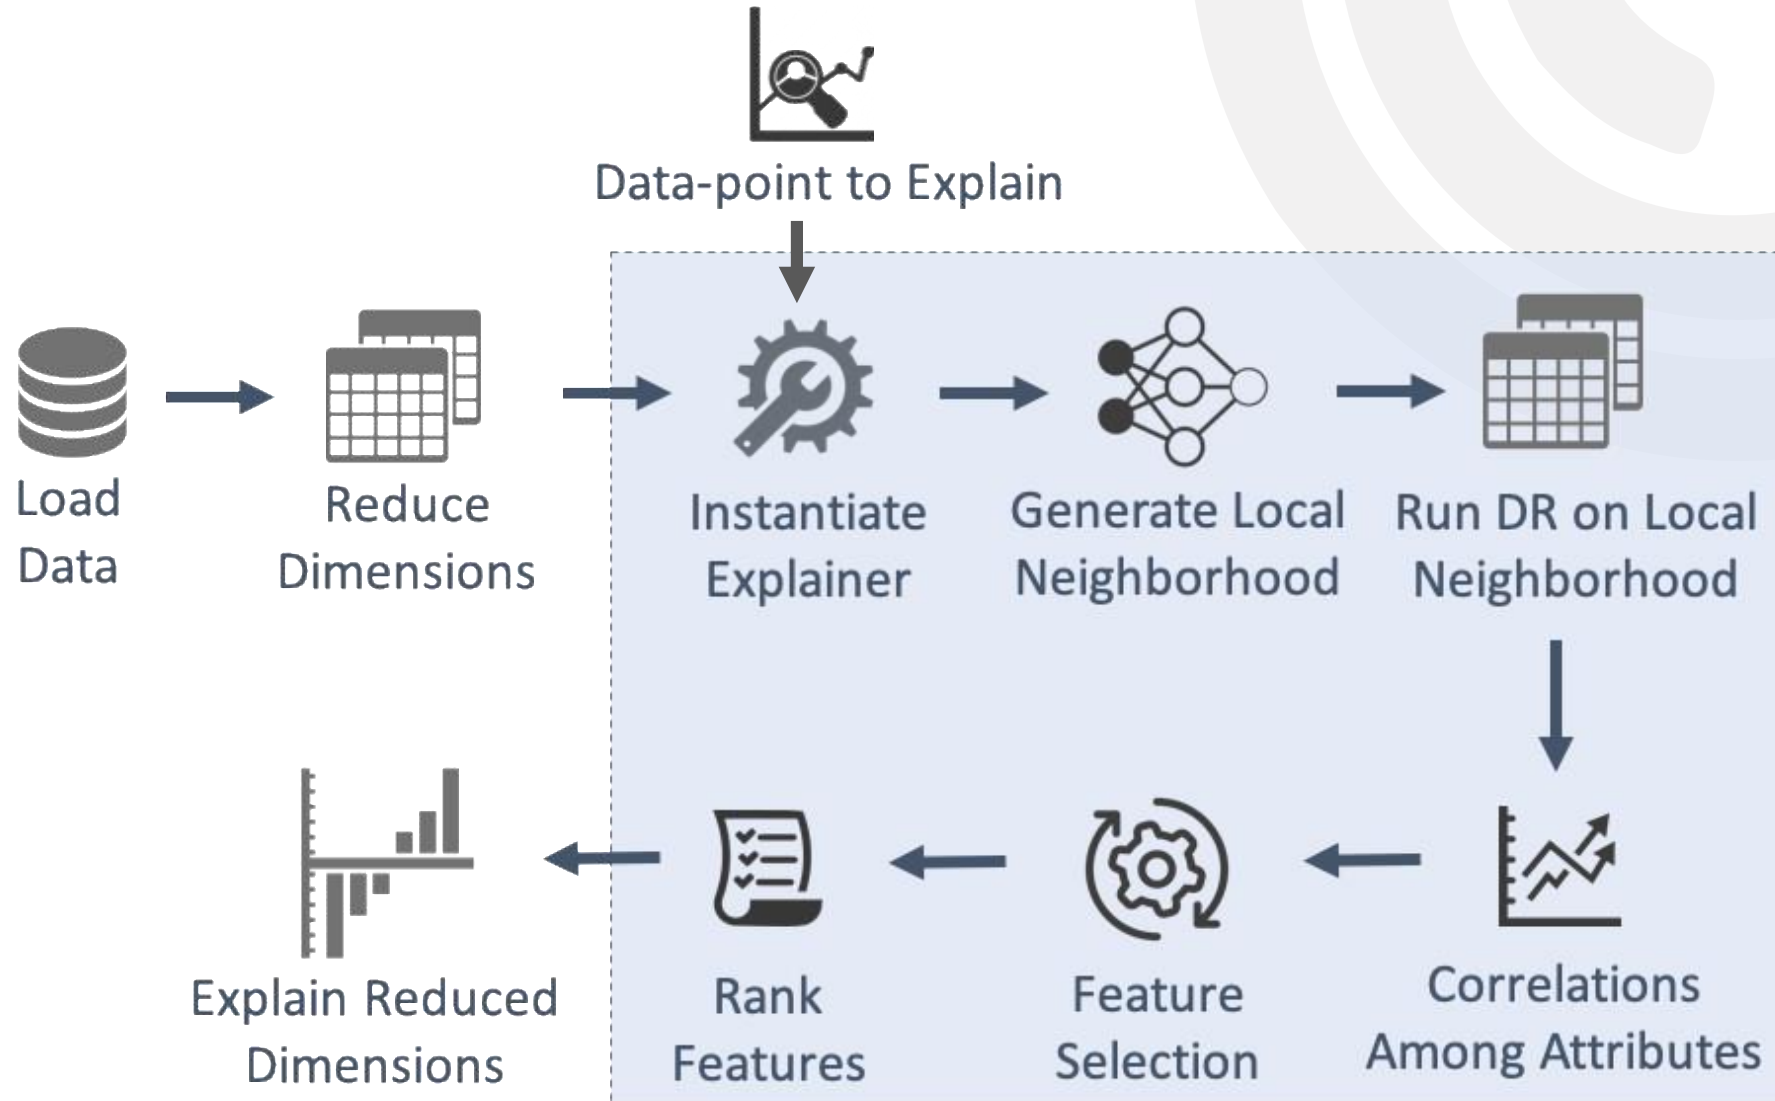 Data-point to Explain
Load
Data
Reduce
Dimensions
Instantiate
Explainer
Generate Local
Neighborhood
Run DR on Local
Neighborhood
Explain Reduced
Dimensions
Rank
Features
Feature
Selection
Correlations
Among Attributes